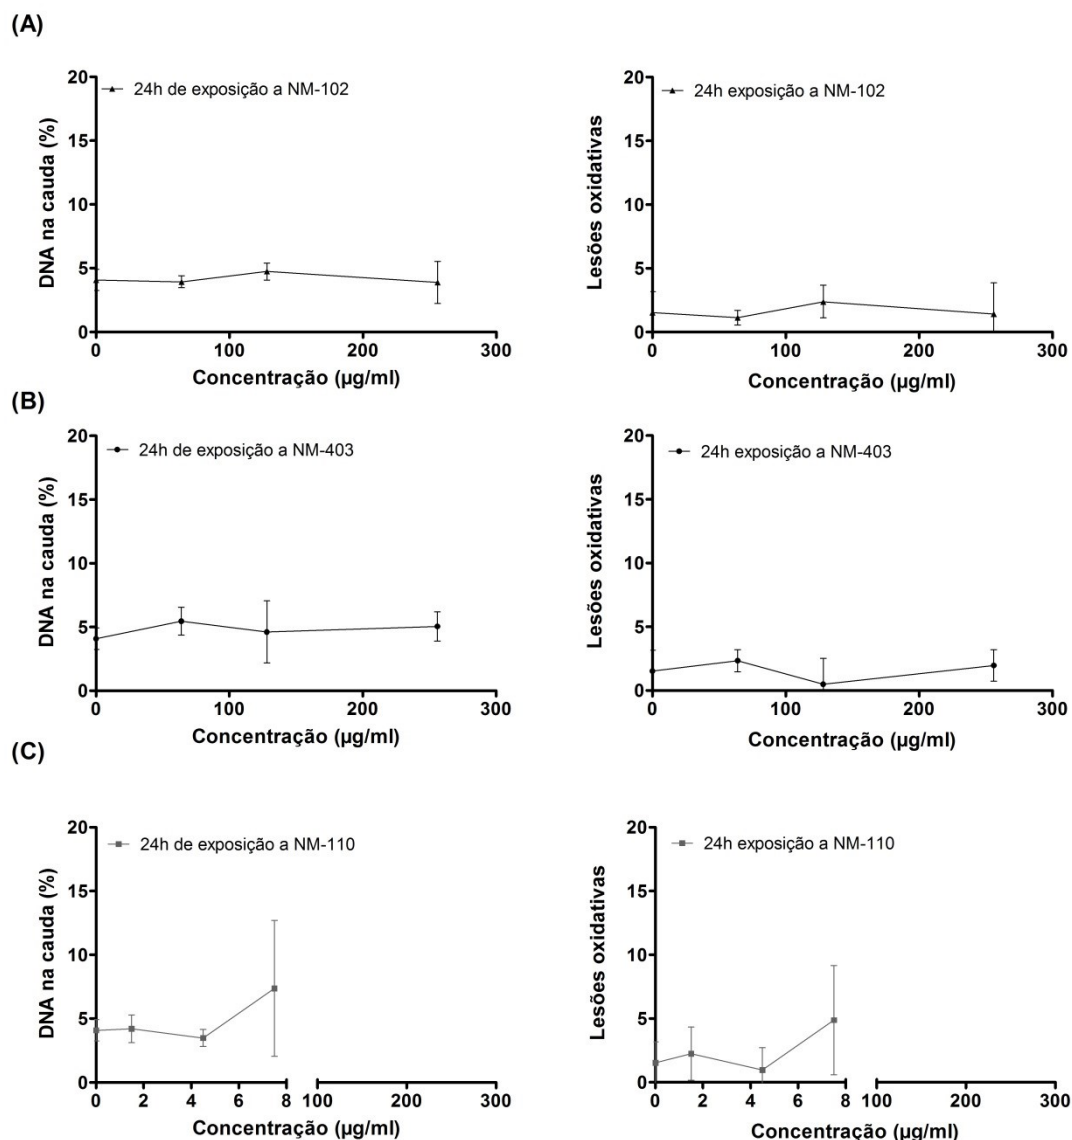 (A)
24h de exposição a NM-102
DNA na cauda (%)
20
15
10
5
0
0 100 200 300
Concentração (µg/ml)
24h exposição a NM-102
Lesões oxidativas
20
15
10
5
0
0 100 200 300
Concentração (µg/ml)
(B)
24h de exposição a NM-403
DNA na cauda (%)
20
15
10
5
0
0 100 200 300
Concentração (µg/ml)
24h exposição a NM-403
Lesões oxidativas
20
15
10
5
0
0 100 200 300
Concentração (µg/ml)
(C)
24h de exposição a NM-110
DNA na cauda (%)
20
15
10
5
0
0 2 4 6 8 100 200 300
Concentração (µg/ml)
24h exposição a NM-110
Lesões oxidativas
20
15
10
5
0
0 2 4 6 8 100 200 300
Concentração (µg/ml)